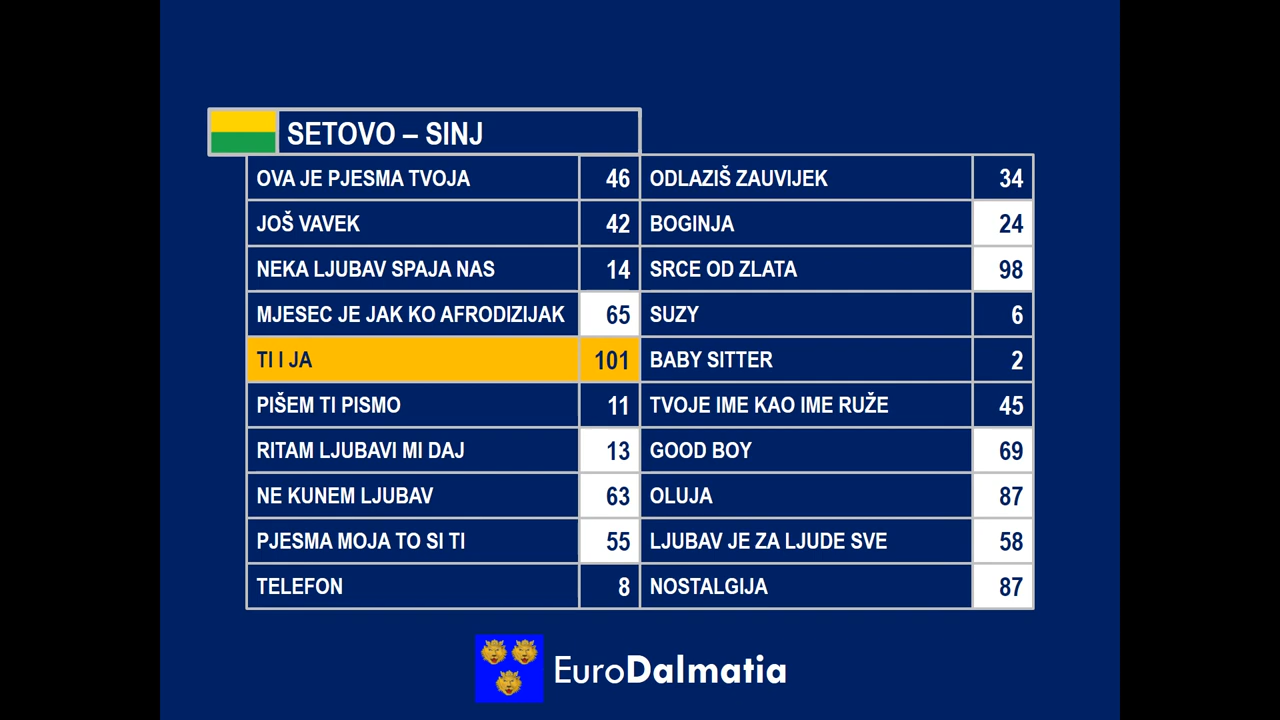 SETOVO – SINJ
OVA JE PJESMA TVOJA 46 ODLAZIŠ ZAUVIJEK 34
JOŠ VAVEK 42 BOGINJA 24
NEKA LJUBAV SPAJA NAS 14 SRCE OD ZLATA 98
MJESEC JE JAK KO AFRODIZIJAK 65 SUZY 6
TI I JA 101 BABY SITTER 2
PIŠEM TI PISMO 11 TVOJE IME KAO IME RUŽE 45
RITAM LJUBAVI MI DAJ 13 GOOD BOY 69
NE KUNEM LJUBAV 63 OLUJA 87
PJESMA MOJA TO SI TI 55 LJUBAV JE ZA LJUDE SVE 58
TELEFON 8 NOSTALGIJA 87
EuroDalmatia